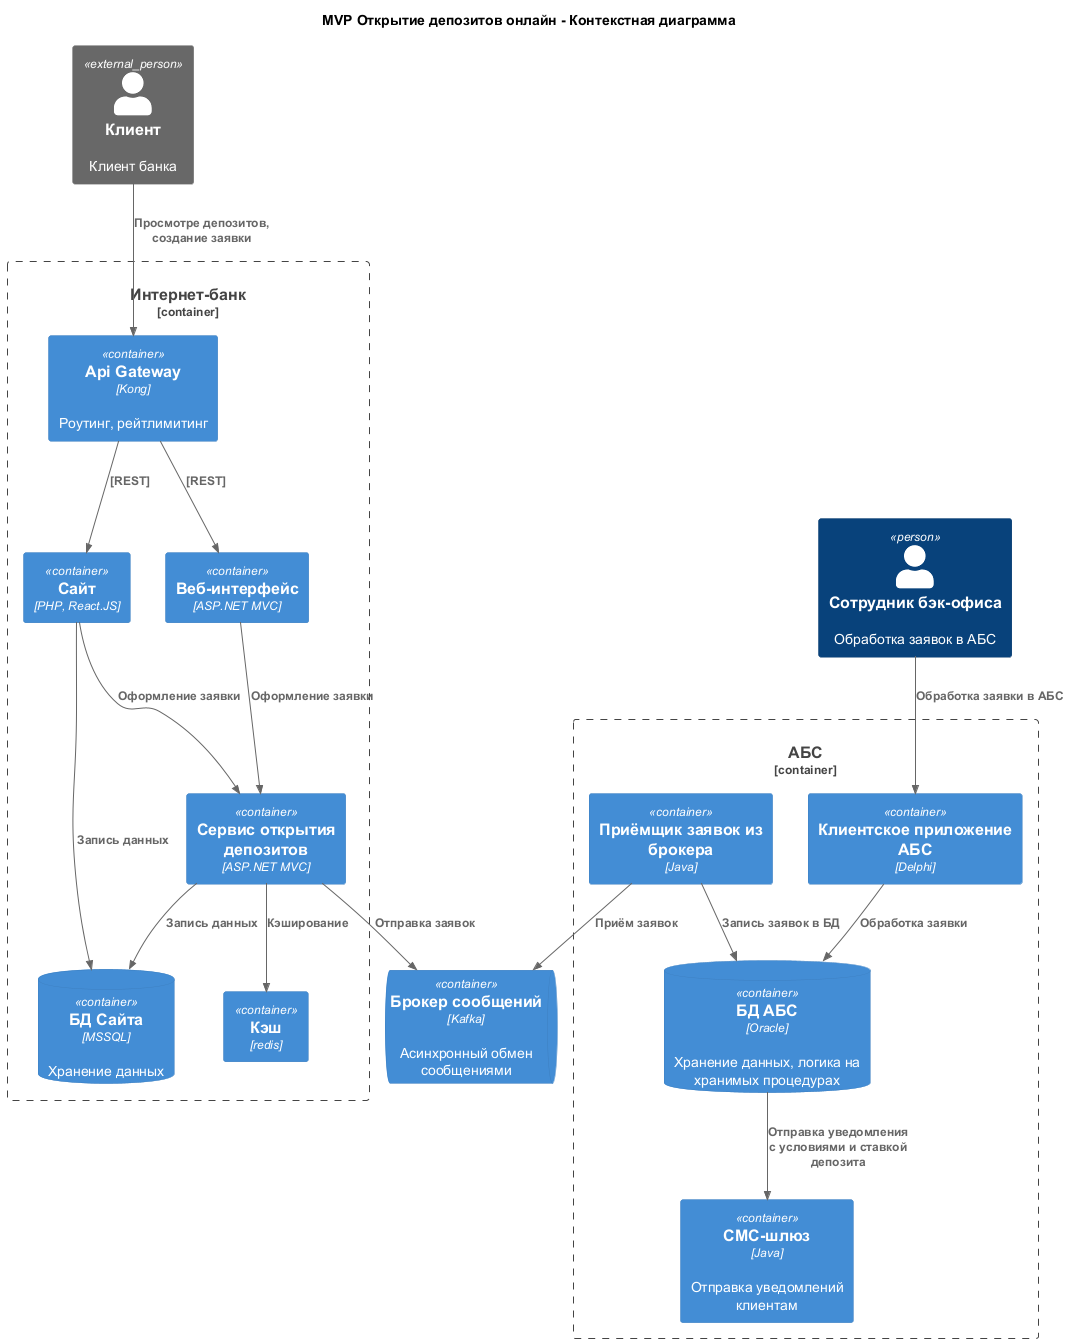 MVP Открытие депозитов онлайн - Контекстная диаграмма
«external_person»
Клиент
Клиент банка
Просмотре депозитов,
создание заявки
Интернет-банк
[container]
«container»
Api Gateway
[Kong]
Роутинг, рейтлимитинг
[REST]
[REST]
«container»
Сайт
[PHP, React.JS]
«container»
Веб-интерфейс
[ASP.NET MVC]
«person»
Сотрудник бэк-офиса
Обработка заявок в АБС
Оформление заявки
Оформление заявки
Обработка заявки в АБС
АБС
[container]
«container»
Сервис открытия
депозитов
[ASP.NET MVC]
«container»
Приёмщик заявок из
брокера
[Java]
«container»
Клиентское приложение
АБС
[Delphi]
Запись данных
Запись данных
Кэширование
Отправка заявок
Приём заявок
Запись заявок в БД
Обработка заявки
«container»
БД Сайта
[MSSQL]
Хранение данных
«container»
Кэш
[redis]
«container»
Брокер сообщений
[Kafka]
Асинхронный обмен
сообщениями
«container»
БД АБС
[Oracle]
Хранение данных, логика на
хранимых процедурах
Отправка уведомления
с условиями и ставкой
депозита
«container»
СМС-шлюз
[Java]
Отправка уведомлений
клиентам